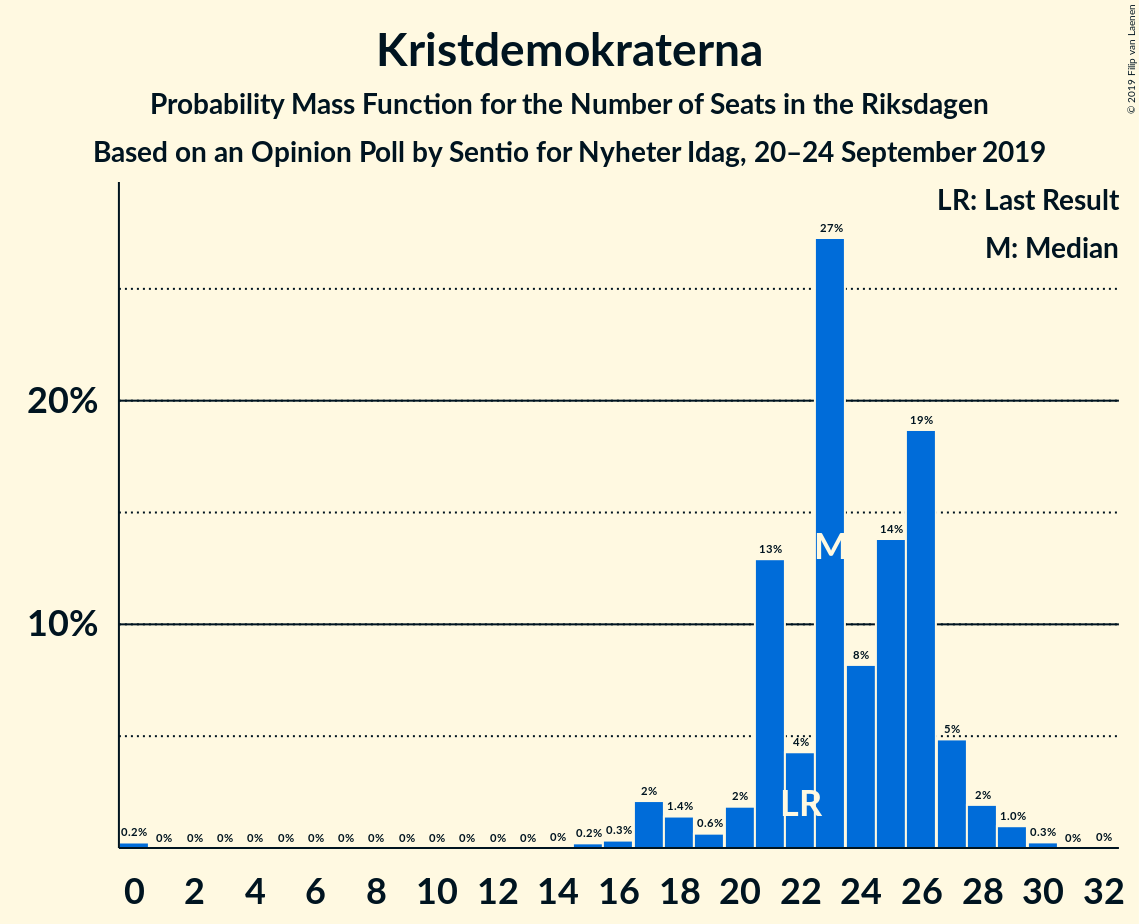 Kristdemokraterna
Probability Mass Function for the Number of Seats in the Riksdagen
Based on an Opinion Poll by Sentio for Nyheter Idag, 20–24 September 2019
© 2019 Filip van Laenen
LR: Last Result
M: Median
20%
10%
0.2% 0% 0% 0% 0% 0% 0% 0% 0% 0% 0% 0% 0% 0% 0% 0.2% 0.3% 2% 1.4% 0.6% 2% 13% 4% 27% 8% 14% 19% 5% 2% 1.0% 0.3% 0% 0%
M
LR
0 2 4 6 8 10 12 14 16 18 20 22 24 26 28 30 32